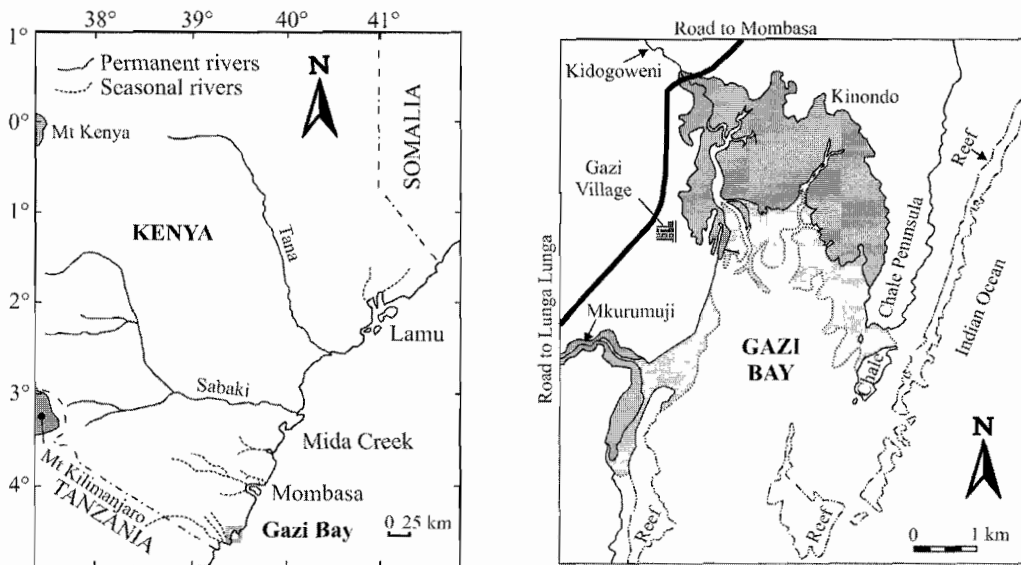 38° 39° 40° 41°
1°
Permanent rivers
Seasonal rivers
N
0°
Mt Kenya
SOMALIA
1°
KENYA
Tana
2°
Lamu
3°
Sabaki
Mida Creek
Mt Kilimanjaro
4°
TANZANIA
Mombasa
Gazi Bay
0 25 km
Road to Mombasa
Kidogoweni
Kinondo
Reef
Gazi
Village
Chale Peninsula
Indian Ocean
Road to Lunga Lunga
Mkurumuji
GAZI
BAY
Chale
N
Reef
Reef
0 1 km